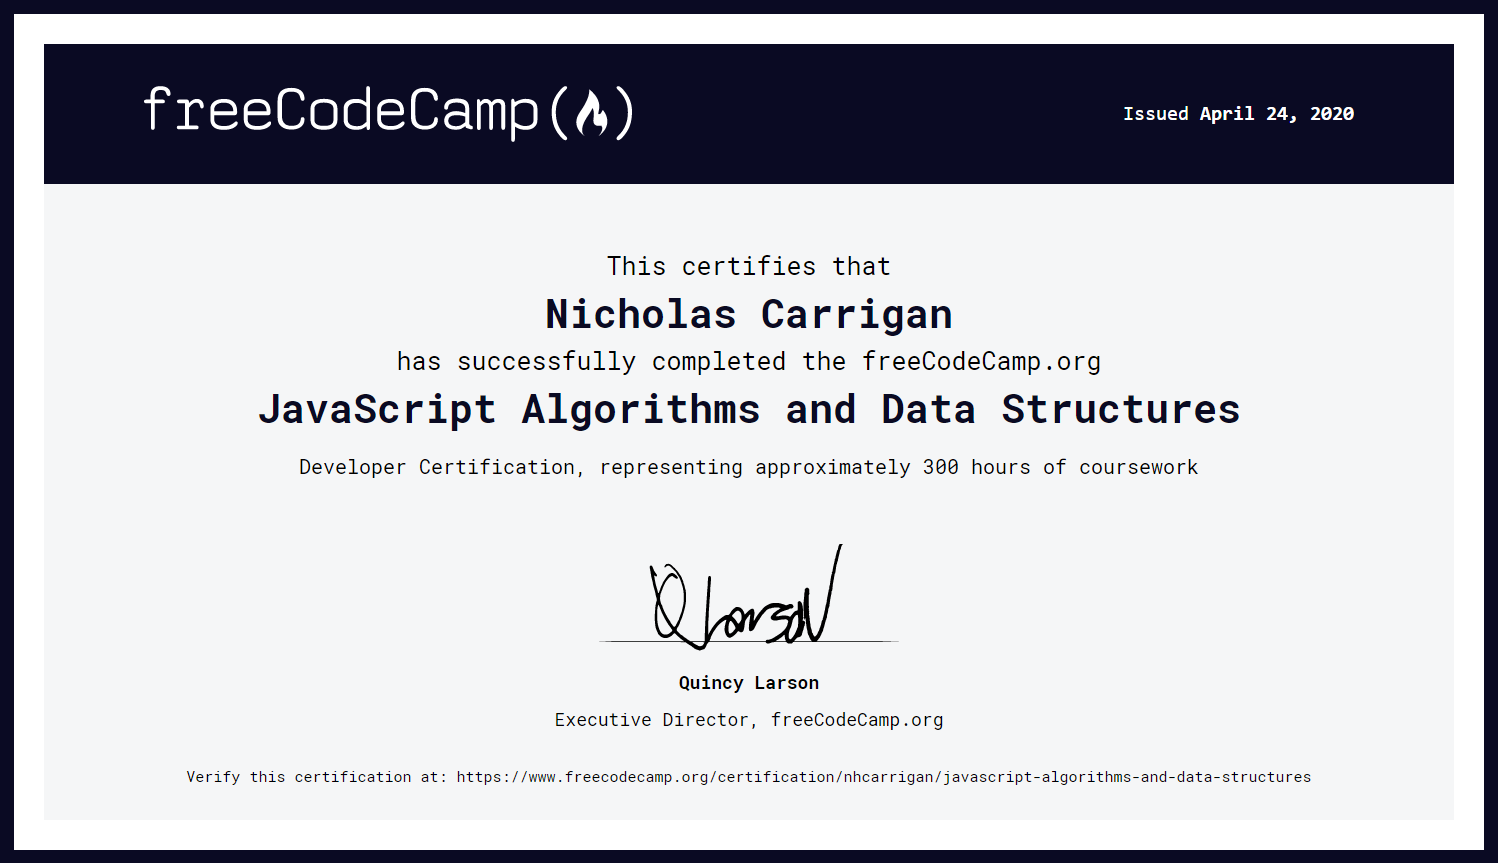 freeCodeCamp(🔥)
Issued April 24, 2020
This certifies that
Nicholas Carrigan
has successfully completed the freeCodeCamp.org
JavaScript Algorithms and Data Structures
Developer Certification, representing approximately 300 hours of coursework
Q Larson
Quincy Larson
Executive Director, freeCodeCamp.org
Verify this certification at: https://www.freecodecamp.org/certification/nhcarrigan/javascript-algorithms-and-data-structures